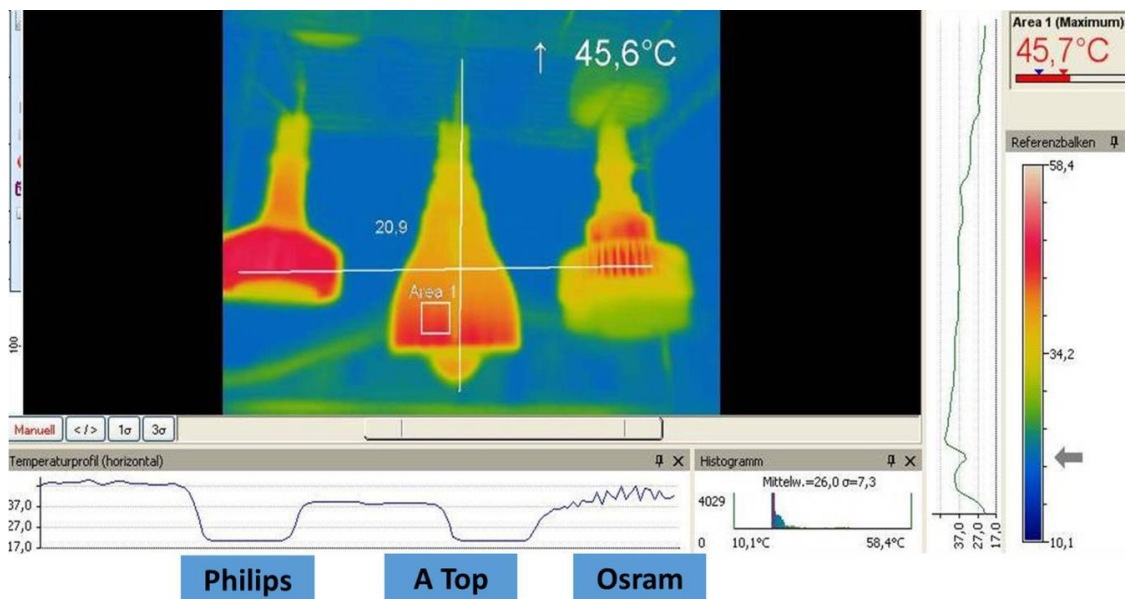 ↑ 45,6°C
20,9
Area 1
Area 1 (Maximum)
45,7°C
Referenzbalken
58,4
34,2
10,1
100
Manuell
< / >
1σ
3σ
Temperaturprofil (horizontal)
37,0
27,0
17,0
Histogramm
Mittelw.=26,0 σ=7,3
4029
0
10,1°C 58,4°C
37,0
27,0
17,0
Philips
A Top
Osram